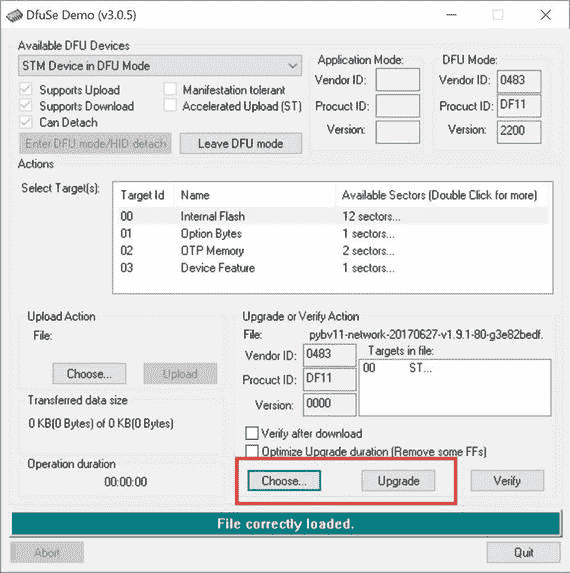 DfuSe Demo (v3.0.5)
Available DFU Devices
STM Device in DFU Mode
Supports Upload
Manifestation tolerant
Supports Download
Accelerated Upload (ST)
Can Detach
Enter DFU mode/HID detach
Leave DFU mode
Application Mode:
Vendor ID:
Procuct ID:
Version:
DFU Mode:
Vendor ID: 0483
Procuct ID: DF11
Version: 2200
Actions
Select Target(s):
Target Id Name Available Sectors (Double Click for more)
00 Internal Flash 12 sectors...
01 Option Bytes 1 sectors...
02 OTP Memory 2 sectors...
03 Device Feature 1 sectors...
Upload Action
File:
Choose...
Upload
Transferred data size
0 KB(0 Bytes) of 0 KB(0 Bytes)
Operation duration
00:00:00
Upgrade or Verify Action
File: pybv11-network-20170627-v1.9.1-80-g3e82bedf.
Vendor ID: 0483
Procuct ID: DF11
Version: 0000
Targets in file:
00 ST...
Verify after download
Optimize Upgrade duration (Remove some FFs)
Choose...
Upgrade
Verify
File correctly loaded.
Abort
Quit